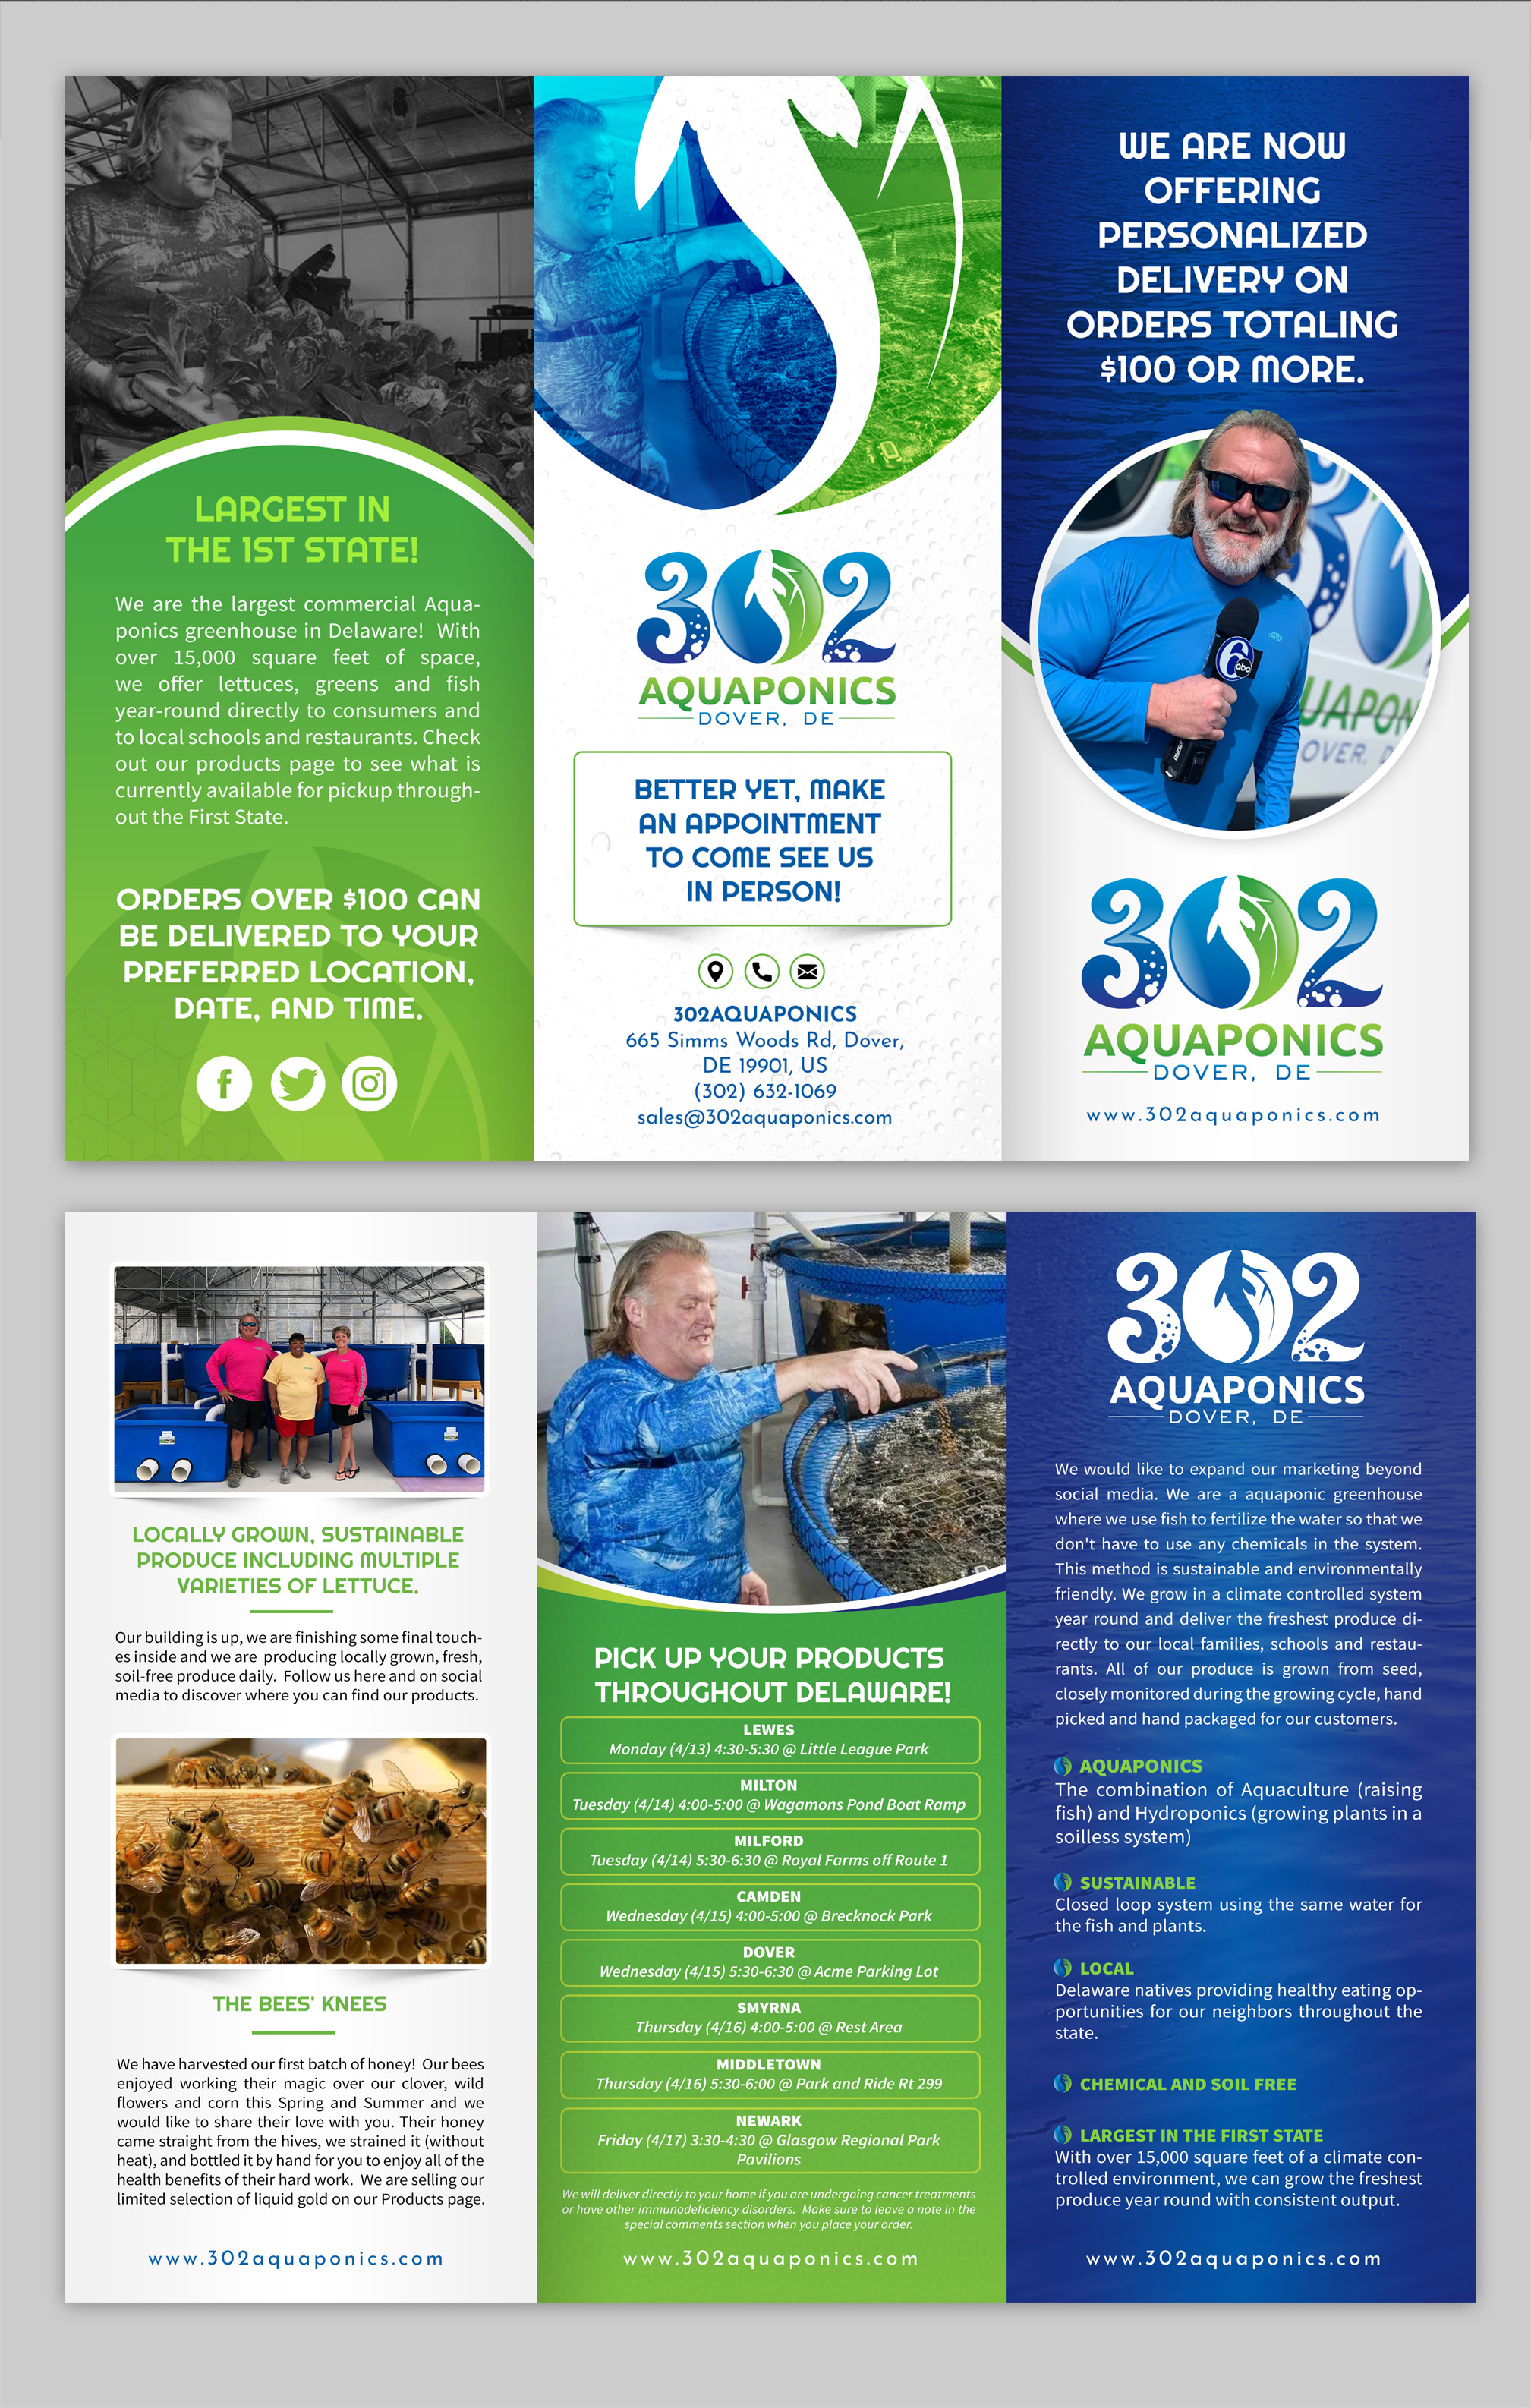 LARGEST IN
THE 1ST STATE!
We are the largest commercial Aqua-
ponics greenhouse in Delaware! With
over 15,000 square feet of space,
we offer lettuces, greens and fish
year-round directly to consumers and
to local schools and restaurants. Check
out our products page to see what is
currently available for pickup through-
out the First State.
ORDERS OVER $100 CAN
BE DELIVERED TO YOUR
PREFERRED LOCATION,
DATE, AND TIME.
302
AQUAPONICS
DOVER, DE
BETTER YET, MAKE
AN APPOINTMENT
TO COME SEE US
IN PERSON!
302AQUAPONICS
665 Simms Woods Rd, Dover,
DE 19901, US
(302) 632-1069
sales@302aquaponics.com
WE ARE NOW
OFFERING
PERSONALIZED
DELIVERY ON
ORDERS TOTALING
$100 OR MORE.
6
abc
UAPON
OVER, D
302
AQUAPONICS
DOVER, DE
www.302aquaponics.com
LOCALLY GROWN, SUSTAINABLE
PRODUCE INCLUDING MULTIPLE
VARIETIES OF LETTUCE.
Our building is up, we are finishing some final touch-
es inside and we are producing locally grown, fresh,
soil-free produce daily. Follow us here and on social
media to discover where you can find our products.
THE BEES' KNEES
We have harvested our first batch of honey! Our bees
enjoyed working their magic over our clover, wild
flowers and corn this Spring and Summer and we
would like to share their love with you. Their honey
came straight from the hives, we strained it (without
heat), and bottled it by hand for you to enjoy all of the
health benefits of their hard work. We are selling our
limited selection of liquid gold on our Products page.
www.302aquaponics.com
PICK UP YOUR PRODUCTS
THROUGHOUT DELAWARE!
LEWES
Monday (4/13) 4:30-5:30 @ Little League Park
MILTON
Tuesday (4/14) 4:00-5:00 @ Wagamons Pond Boat Ramp
MILFORD
Tuesday (4/14) 5:30-6:30 @ Royal Farms off Route 1
CAMDEN
Wednesday (4/15) 4:00-5:00 @ Brecknock Park
DOVER
Wednesday (4/15) 5:30-6:30 @ Acme Parking Lot
SMYRNA
Thursday (4/16) 4:00-5:00 @ Rest Area
MIDDLETOWN
Thursday (4/16) 5:30-6:00 @ Park and Ride Rt 299
NEWARK
Friday (4/17) 3:30-4:30 @ Glasgow Regional Park
Pavilions
We will deliver directly to your home if you are undergoing cancer treatments
or have other immunodeficiency disorders. Make sure to leave a note in the
special comments section when you place your order.
www.302aquaponics.com
302
AQUAPONICS
DOVER, DE
We would like to expand our marketing beyond
social media. We are a aquaponic greenhouse
where we use fish to fertilize the water so that we
don't have to use any chemicals in the system.
This method is sustainable and environmentally
friendly. We grow in a climate controlled system
year round and deliver the freshest produce di-
rectly to our local families, schools and restau-
rants. All of our produce is grown from seed,
closely monitored during the growing cycle, hand
picked and hand packaged for our customers.
AQUAPONICS
The combination of Aquaculture (raising
fish) and Hydroponics (growing plants in a
soilless system)
SUSTAINABLE
Closed loop system using the same water for
the fish and plants.
LOCAL
Delaware natives providing healthy eating op-
portunities for our neighbors throughout the
state.
CHEMICAL AND SOIL FREE
LARGEST IN THE FIRST STATE
With over 15,000 square feet of a climate con-
trolled environment, we can grow the freshest
produce year round with consistent output.
www.302aquaponics.com